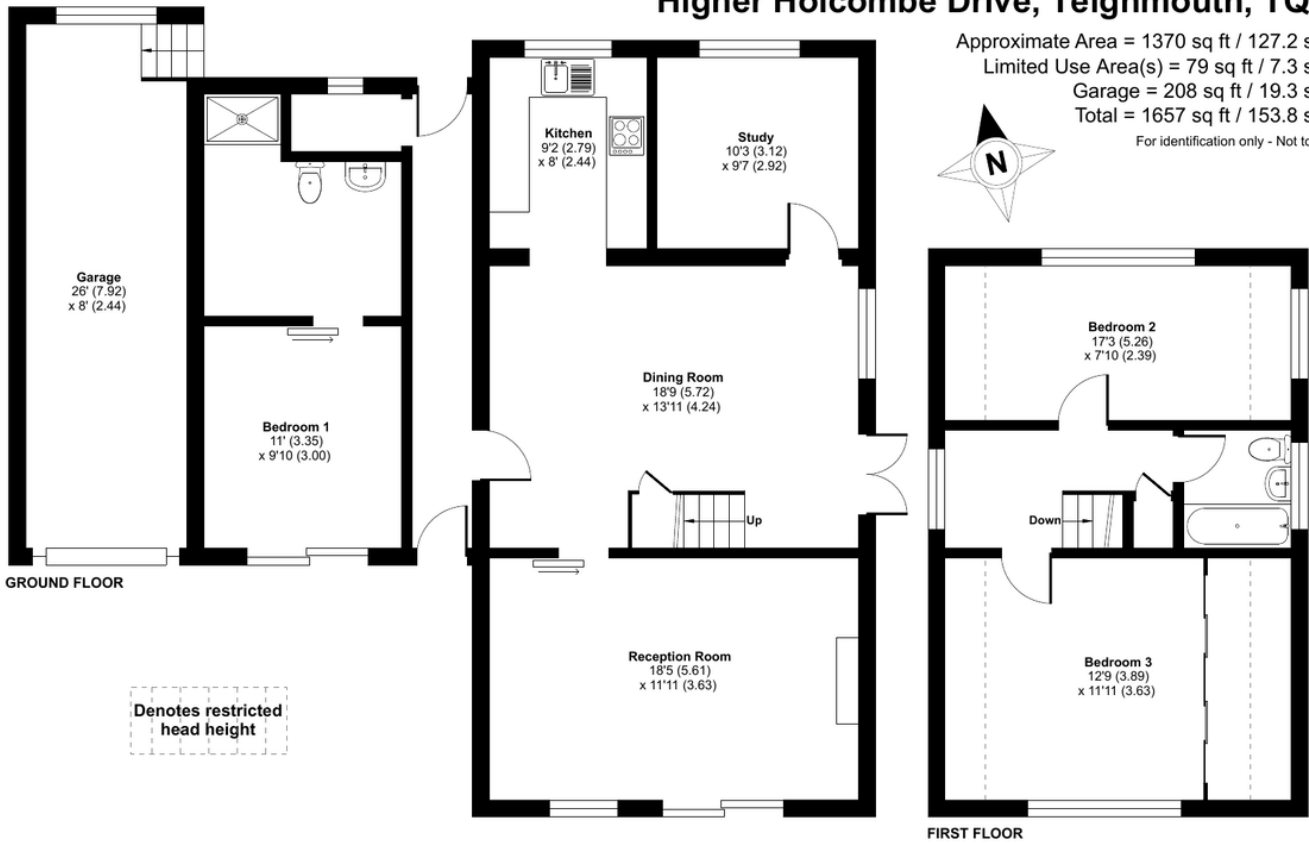 Higher Holcombe Drive, Teignmouth, TQ
Approximate Area = 1370 sq ft / 127.2 s
Limited Use Area(s) = 79 sq ft / 7.3 s
Garage = 208 sq ft / 19.3 s
Total = 1657 sq ft / 153.8 s
For identification only - Not to
N
Kitchen
9'2 (2.79)
x 8' (2.44)
Study
10'3 (3.12)
x 9'7 (2.92)
Garage
26' (7.92)
x 8' (2.44)
Bedroom 2
17'3 (5.26)
x 7'10 (2.39)
Dining Room
18'9 (5.72)
x 13'11 (4.24)
Bedroom 1
11' (3.35)
x 9'10 (3.00)
Up
Down
GROUND FLOOR
Reception Room
18'5 (5.61)
x 11'11 (3.63)
Bedroom 3
12'9 (3.89)
x 11'11 (3.63)
Denotes restricted
head height
FIRST FLOOR